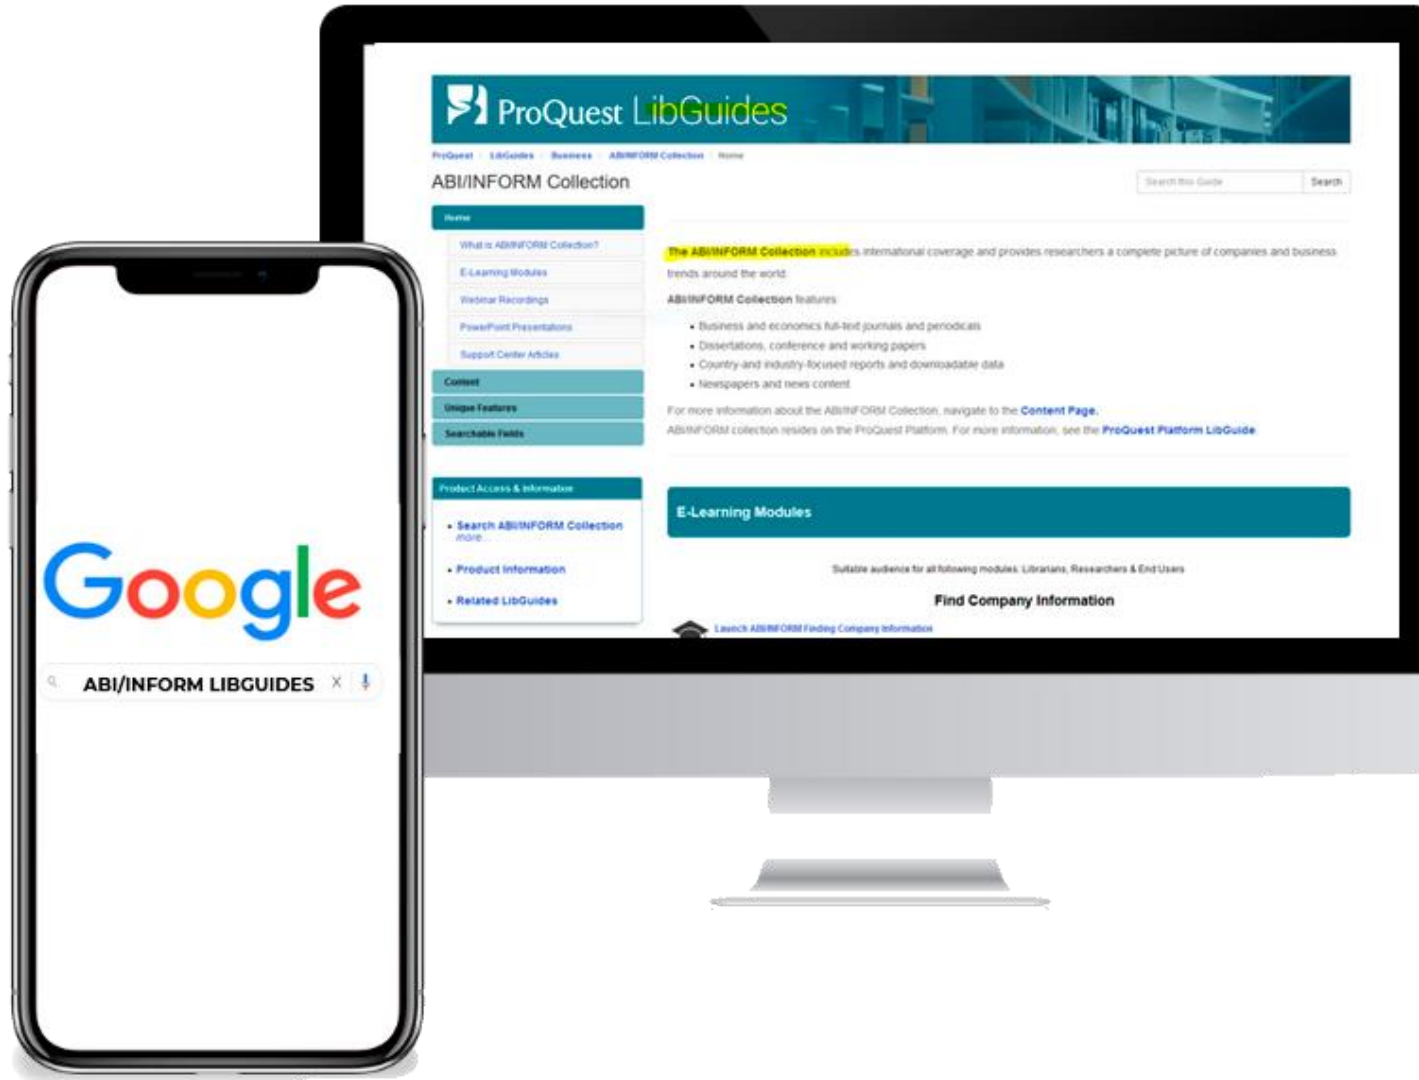 ProQuest LibGuides
ProQuest LibGuides Business ABI/INFORM Collection Home
ABI/INFORM Collection
Search this Guide
Search
Home
What is ABI/INFORM Collection?
E-Learning Modules
Webinar Recordings
PowerPoint Presentations
Support Center Articles
Content
Unique Features
Searchable Fields
Product Access & Information
• Search ABI/INFORM Collection
more...
• Product Information
• Related LibGuides
The ABI/INFORM Collection includes international coverage and provides researchers a complete picture of companies and business
trends around the world.
ABI/INFORM Collection features
• Business and economics full-text journals and periodicals
• Dissertations, conference and working papers
• Country-and industry-focused reports and downloadable data
• Newspapers and news content
For more information about the ABI/INFORM Collection, navigate to the Content Page.
ABI/INFORM collection resides on the ProQuest Platform. For more information, see the ProQuest Platform LibGuide.
E-Learning Modules
Suitable audience for all following modules: Librarians, Researchers & End Users
Find Company Information
Launch ABI/INFORM Finding Company Information
Google
ABI/INFORM LIBGUIDES X